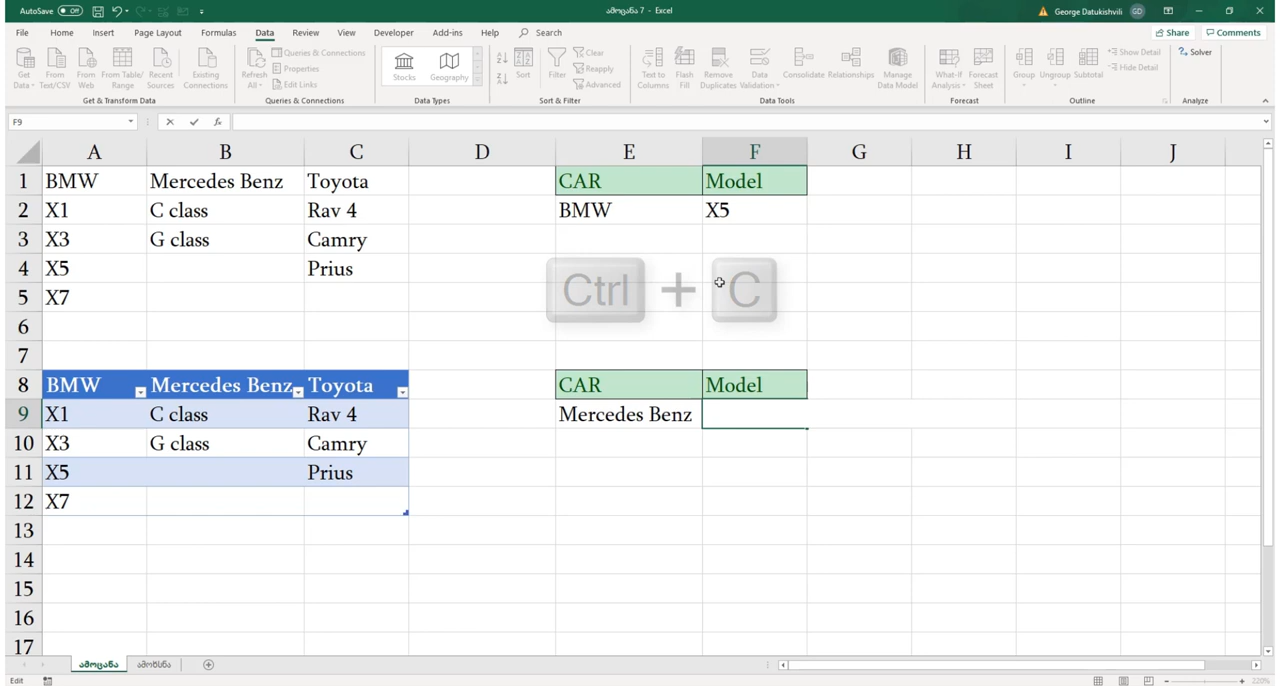 AutoSave Off
ამოცანა 7 - Excel
George Datukishvili GD
File Home Insert Page Layout Formulas Data Review View Developer Add-ins Help Search
Share Comments
Get Data
From Text/CSV
From Web
From Table/ Range
Recent Sources
Existing Connections
Get & Transform Data
Refresh All
Queries & Connections
Properties
Edit Links
Queries & Connections
Stocks Geography
Data Types
Sort
Filter
Clear
Reapply
Advanced
Sort & Filter
Text to Columns
Flash Fill
Remove Duplicates
Data Validation
Consolidate
Relationships
Manage Data Model
Data Tools
What-If Analysis
Forecast Sheet
Forecast
Group
Ungroup
Subtotal
Show Detail
Hide Detail
Outline
Solver
Analyze
F9 fx
A B C D E F G H I J
1 BMW Mercedes Benz Toyota CAR Model
2 X1 C class Rav 4 BMW X5
3 X3 G class Camry
4 X5 Prius
5 X7
Ctrl + C
6
7
8 BMW Mercedes Benz Toyota CAR Model
9 X1 C class Rav 4 Mercedes Benz
10 X3 G class Camry
11 X5 Prius
12 X7
13
14
15
16
17
ამოცანა ამოხსნა
Edit
220%